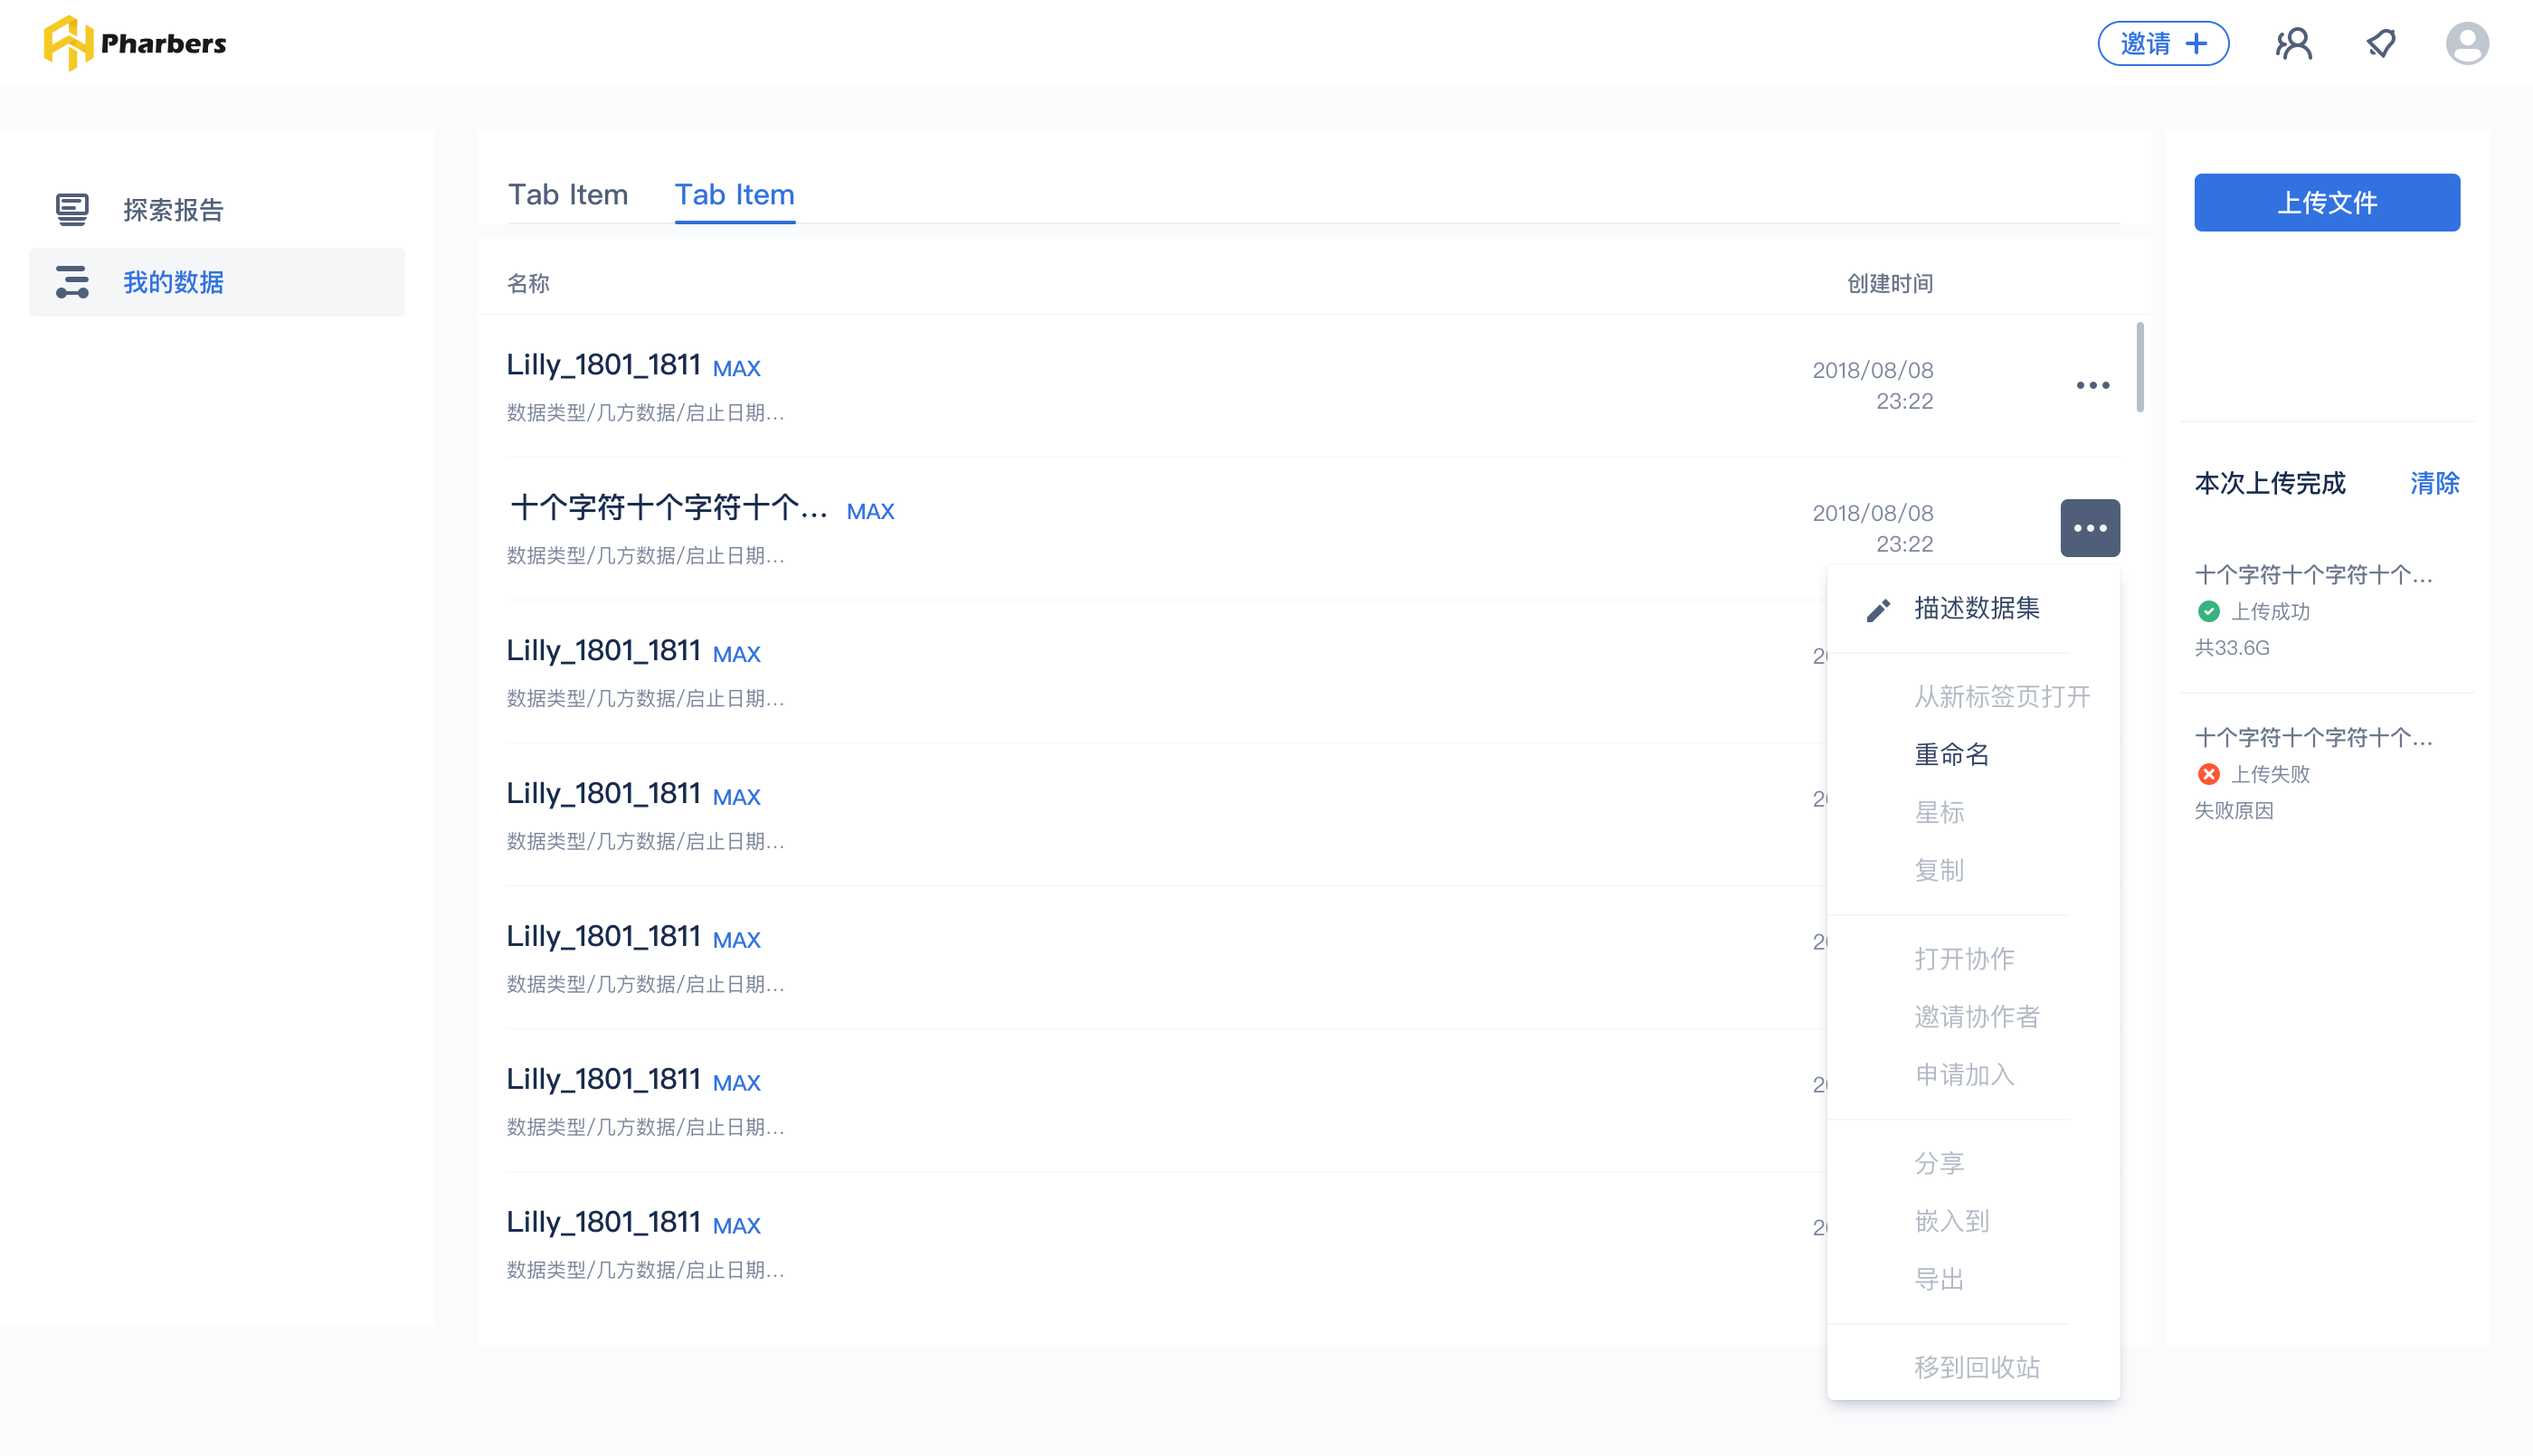 Pharbers
邀请
探索报告
我的数据
Tab Item
Tab Item
名称
创建时间
Lilly_1801_1811 MAX
数据类型/几方数据/启止日期...
2018/08/08
23:22
十个字符十个字符十个... MAX
数据类型/几方数据/启止日期...
2018/08/08
23:22
Lilly_1801_1811 MAX
数据类型/几方数据/启止日期...
Lilly_1801_1811 MAX
数据类型/几方数据/启止日期...
Lilly_1801_1811 MAX
数据类型/几方数据/启止日期...
Lilly_1801_1811 MAX
数据类型/几方数据/启止日期...
Lilly_1801_1811 MAX
数据类型/几方数据/启止日期...
描述数据集
从新标签页打开
重命名
星标
复制
打开协作
邀请协作者
申请加入
分享
嵌入到
导出
移到回收站
上传文件
本次上传完成
清除
十个字符十个字符十个...
上传成功
共33.6G
十个字符十个字符十个...
上传失败
失败原因